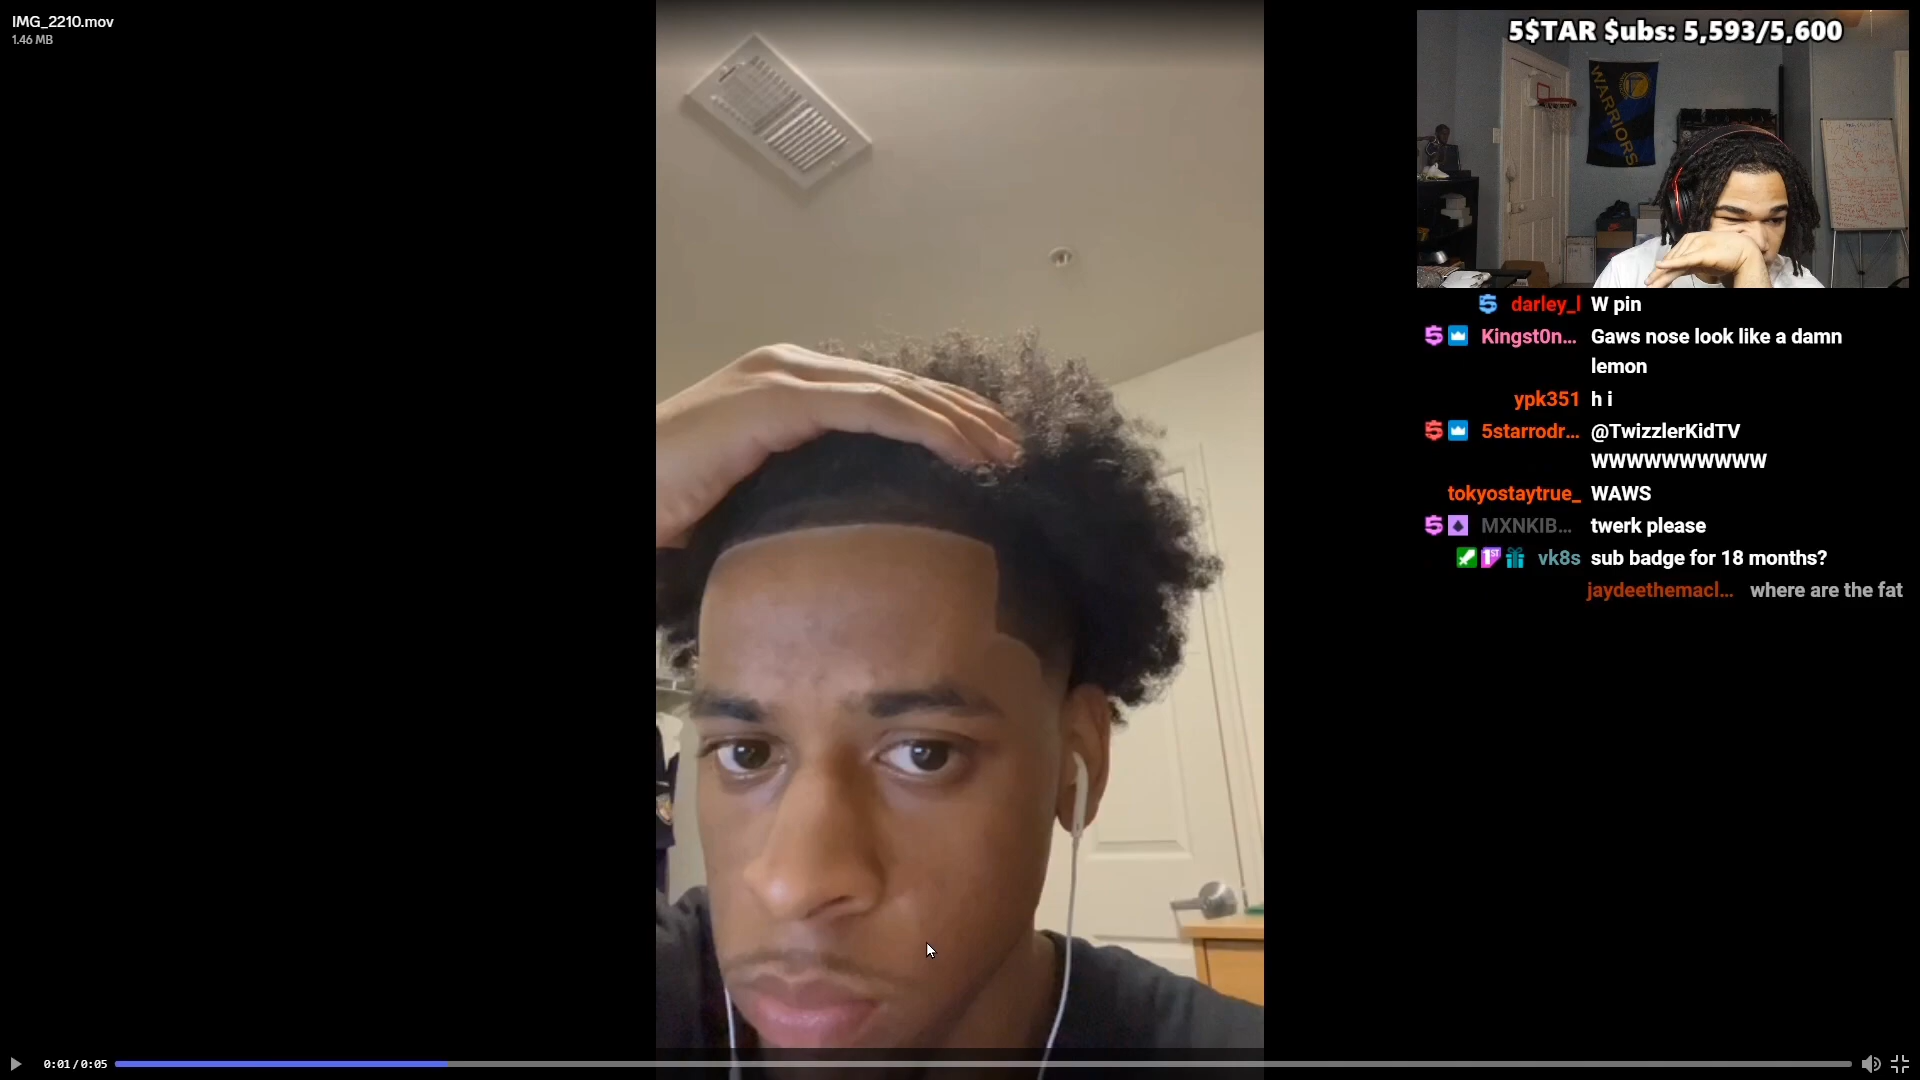 IMG_2210.mov
1.46 MB
5$TAR $ubs: 5,593/5,600
WARRIORS
darley_l W pin
Kingst0n... Gaws nose look like a damn
lemon
ypk351 h i
5starrodr... @TwizzlerKidTV
WWWWWWWWWW
tokyostaytrue_ WAWS
MXNKIB... twerk please
vk8s sub badge for 18 months?
jaydeethemacl... where are the fat
0:01 / 0:05